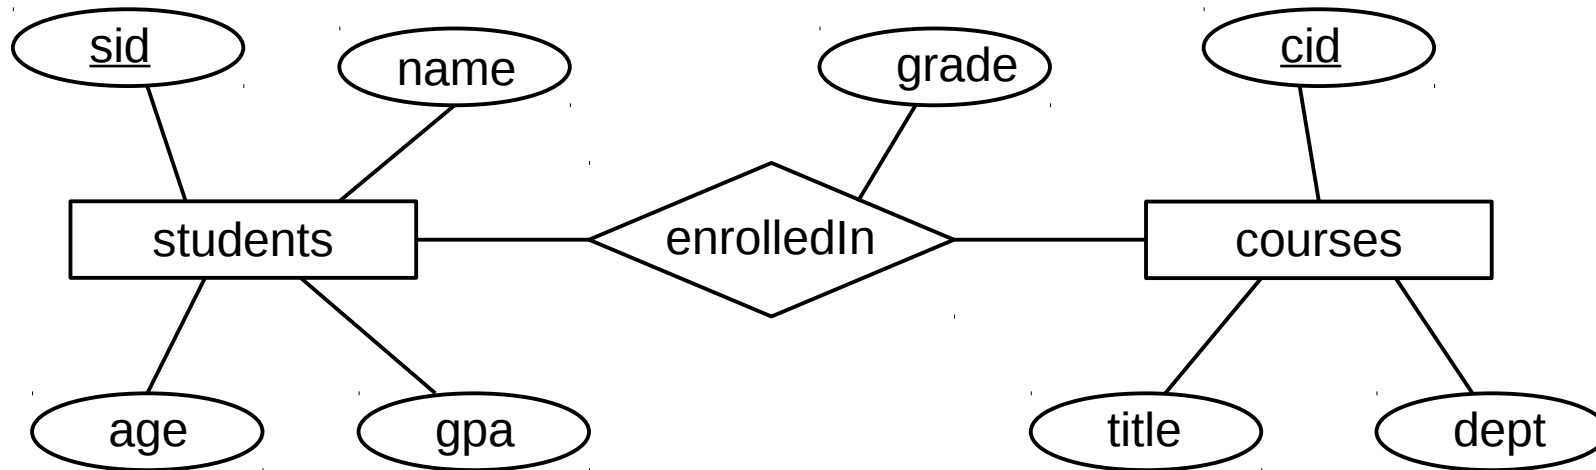 sid
name
grade
cid
students
enrolledIn
courses
age
gpa
title
dept